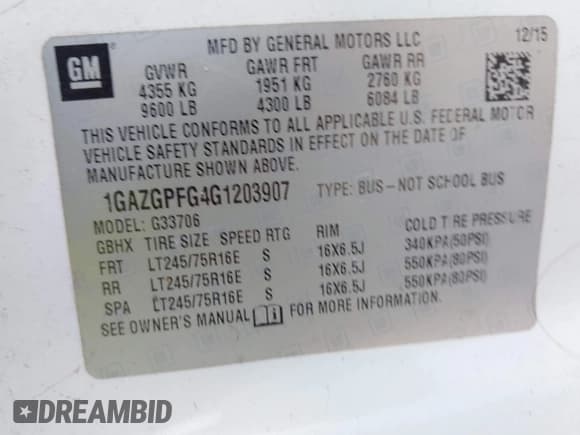 GM
MFD BY GENERAL MOTORS LLC 12/15
GVWR GAWR FRT GAWR RR
4355 KG 1951 KG 2760 KG
9600 LB 4300 LB 6084 LB
THIS VEHICLE CONFORMS TO ALL APPLICABLE U.S. FEDERAL MOTOR
VEHICLE SAFETY STANDARDS IN EFFECT ON THE DATE OF
MANUFACTURE SHOWN ABOVE.
1GAZGPFG4G1203907 TYPE: BUS-NOT SCHOOL BUS
MODEL: G33706
GBHX TIRE SIZE SPEED RTG RIM COLD TIRE PRESSURE
FRT LT245/75R16E S 16X6.5J 340KPA(50PSI)
RR LT245/75R16E S 16X6.5J 550KPA(80PSI)
SPA LT245/75R16E S 16X6.5J 550KPA(80PSI)
SEE OWNER'S MANUAL FOR MORE INFORMATION.
DREAMBID